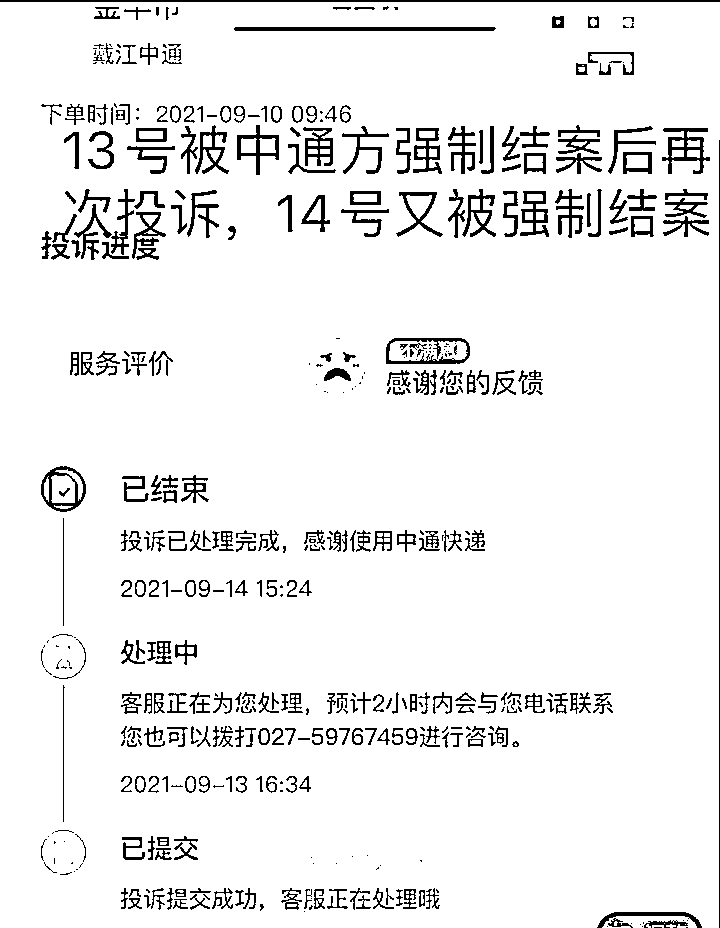 金华市
戴江中通
下单时间：2021-09-10 09:46
13号被中通方强制结案后再
次投诉，14号又被强制结案
投诉进度
服务评价
不满意
感谢您的反馈
已结束
投诉已处理完成，感谢使用中通快递
2021-09-14 15:24
处理中
客服正在为您处理，预计2小时内会与您电话联系
您也可以拨打027-59767459进行咨询。
2021-09-13 16:34
已提交
投诉提交成功，客服正在处理哦